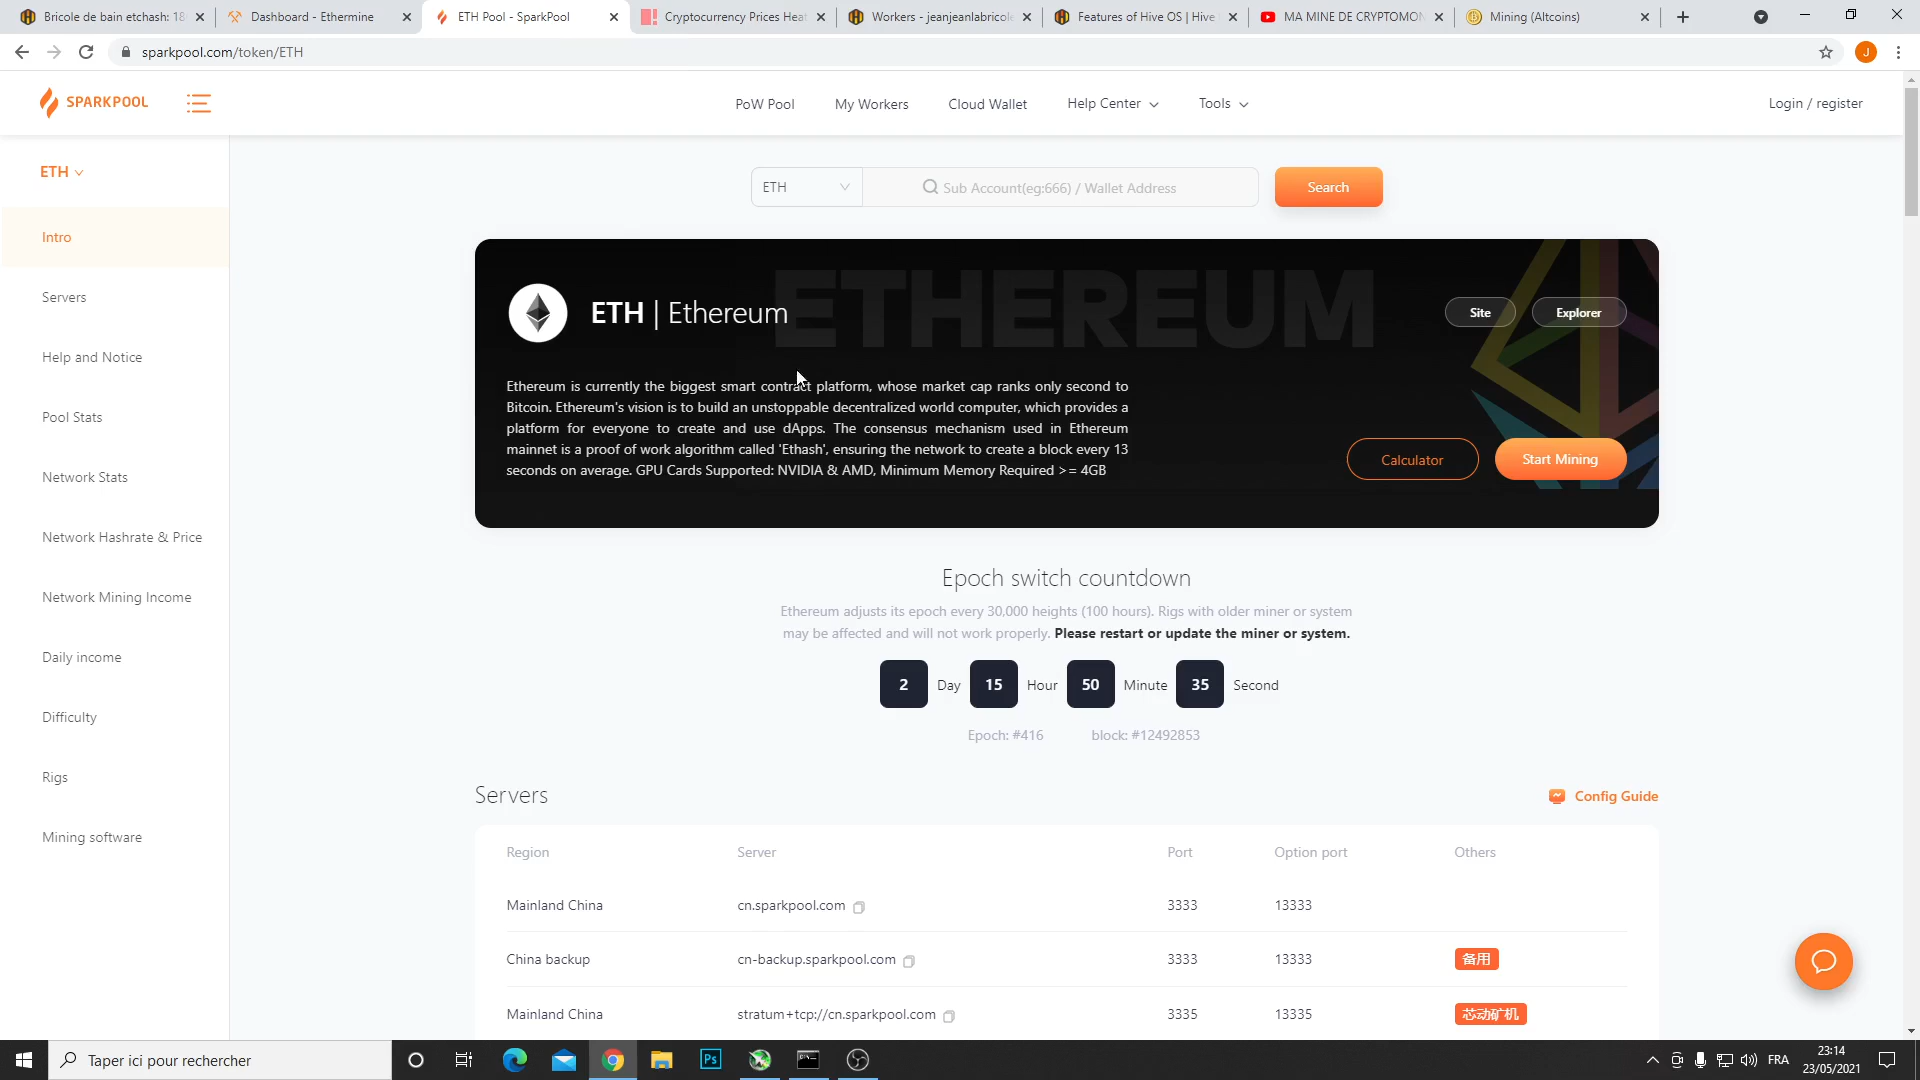 Bricole de bain etchash: 18
Dashboard - Ethermine
ETH Pool - SparkPool
Cryptocurrency Prices Heat
Workers - jeanjeanlabricole
Features of Hive OS | Hive
MA MINE DE CRYPTOMON
Mining (Altcoins)
sparkpool.com/token/ETH
J
SPARKPOOL
PoW Pool
My Workers
Cloud Wallet
Help Center
Tools
Login / register
ETH
Intro
Servers
Help and Notice
Pool Stats
Network Stats
Network Hashrate & Price
Network Mining Income
Daily income
Difficulty
Rigs
Mining software
ETH
Sub Account(eg:666) / Wallet Address
Search
ETHEREUM
ETH | Ethereum
Site
Explorer
Ethereum is currently the biggest smart contract platform, whose market cap ranks only second to
Bitcoin. Ethereum's vision is to build an unstoppable decentralized world computer, which provides a
platform for everyone to create and use dApps. The consensus mechanism used in Ethereum
mainnet is a proof of work algorithm called 'Ethash', ensuring the network to create a block every 13
seconds on average. GPU Cards Supported: NVIDIA & AMD, Minimum Memory Required >= 4GB
Calculator
Start Mining
Epoch switch countdown
Ethereum adjusts its epoch every 30,000 heights (100 hours). Rigs with older miner or system
may be affected and will not work properly. Please restart or update the miner or system.
2 Day 15 Hour 50 Minute 35 Second
Epoch: #416 block: #12492853
Servers
Config Guide
Region Server Port Option port Others
Mainland China cn.sparkpool.com 3333 13333
China backup cn-backup.sparkpool.com 3333 13333 备用
Mainland China stratum+tcp://cn.sparkpool.com 3335 13335 芯动矿机
Taper ici pour rechercher
Ps
FRA
23:14
23/05/2021